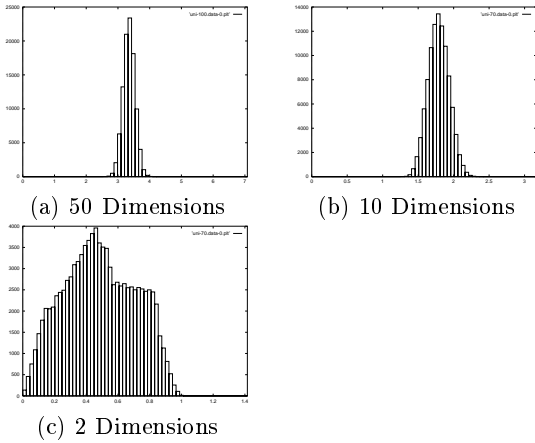 25000
'uni-100.data-0.plt'
20000
15000
10000
5000
0
0 1 2 3 4 5 6 7
(a) 50 Dimensions
14000
'uni-70.data-0.plt'
12000
10000
8000
6000
4000
2000
0
0 0.5 1 1.5 2 2.5 3
(b) 10 Dimensions
4000
'uni-70.data-0.plt'
3500
3000
2500
2000
1500
1000
500
0
0 0.2 0.4 0.6 0.8 1 1.2 1.4
(c) 2 Dimensions